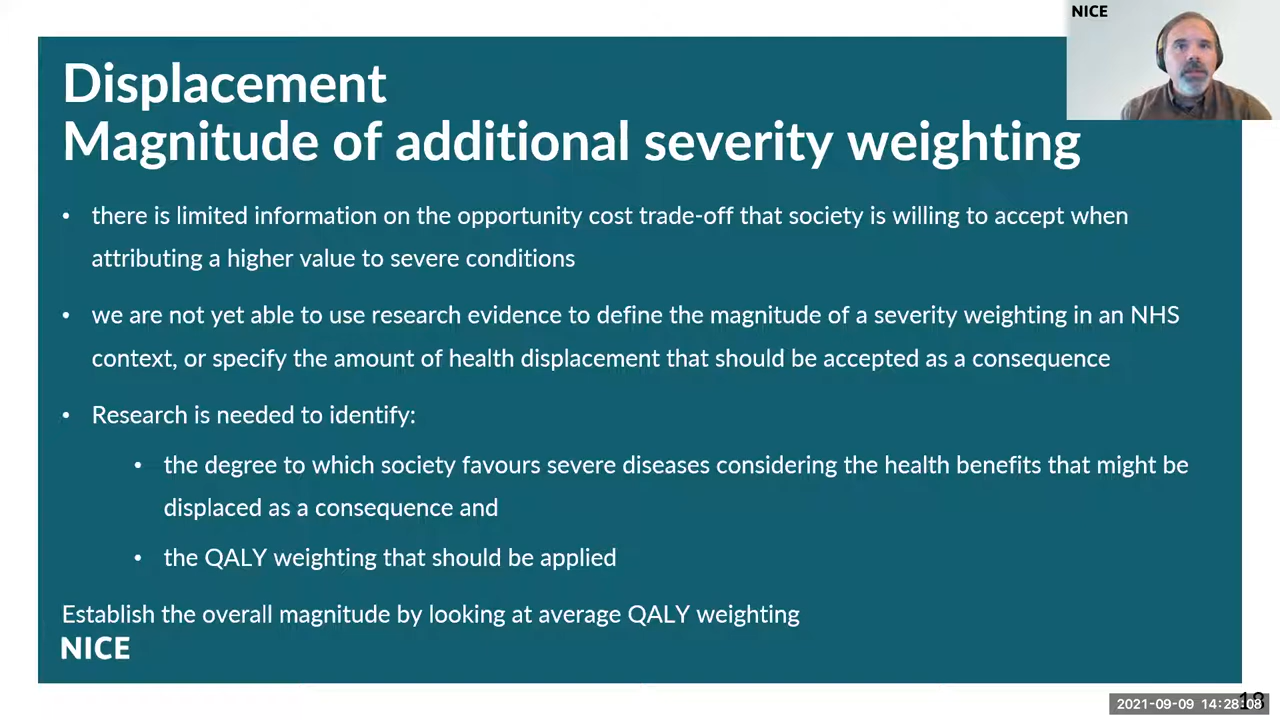 NICE
Displacement
Magnitude of additional severity weighting
• there is limited information on the opportunity cost trade-off that society is willing to accept when
attributing a higher value to severe conditions
• we are not yet able to use research evidence to define the magnitude of a severity weighting in an NHS
context, or specify the amount of health displacement that should be accepted as a consequence
• Research is needed to identify:
• the degree to which society favours severe diseases considering the health benefits that might be
displaced as a consequence and
• the QALY weighting that should be applied
Establish the overall magnitude by looking at average QALY weighting
NICE
18
2021-09-09 14:28:08